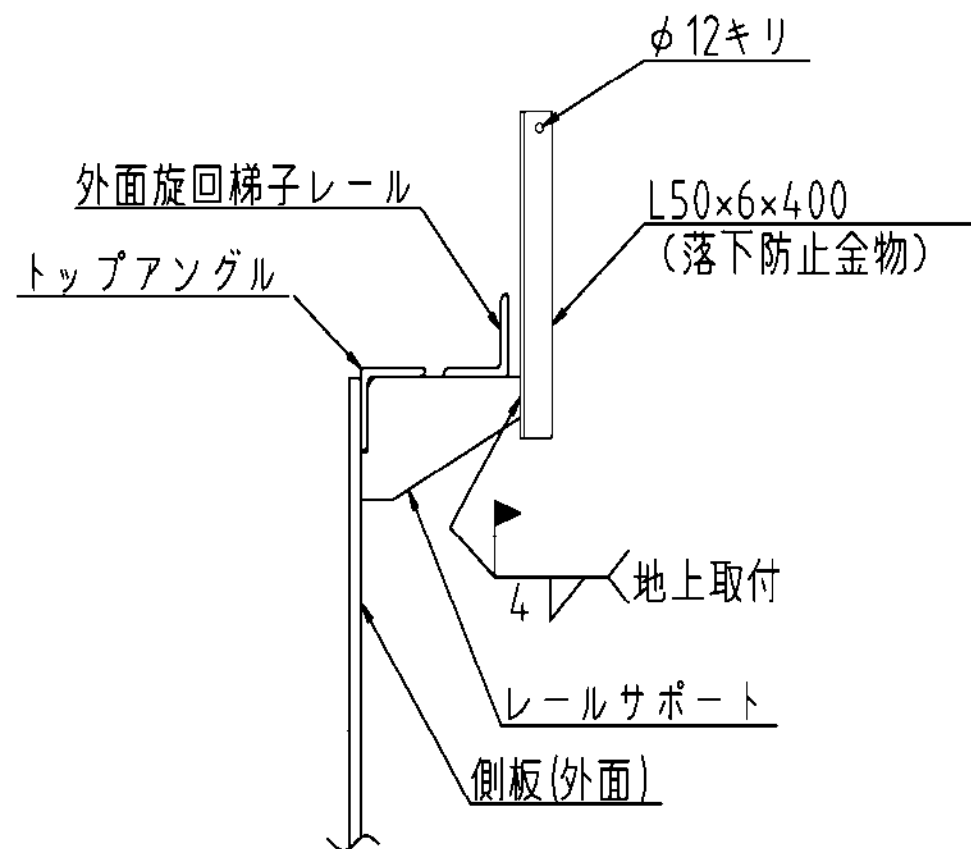 φ12キリ
外面旋回梯子レール
L50×6×400
(落下防止金物)
トップアングル
4
地上取付
レールサポート
側板(外面)